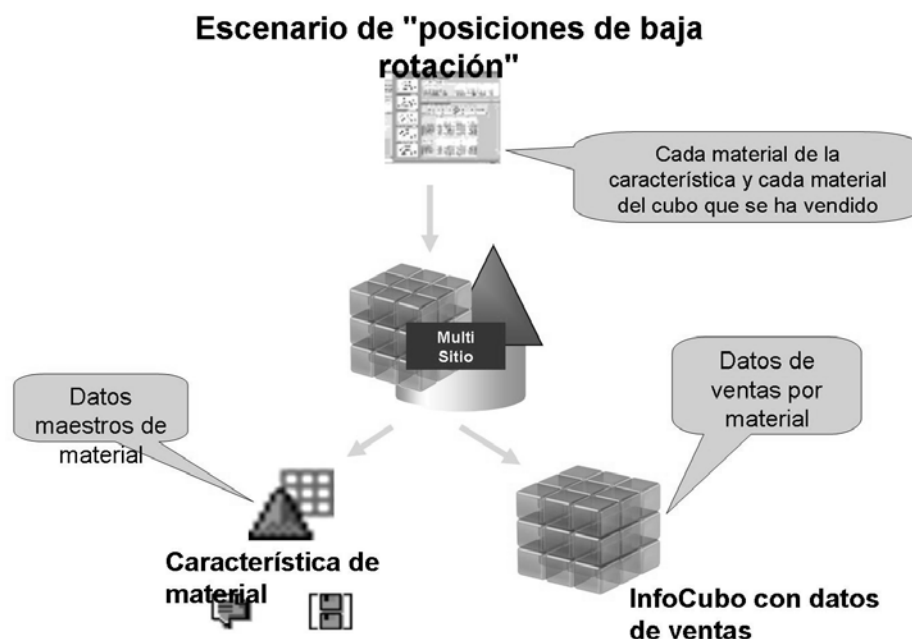 Escenario de "posiciones de baja
rotación"
Cada material de la
característica y cada material
del cubo que se ha vendido
Multi
Sitio
Datos de
ventas por
material
Datos
maestros de
material
Característica de
material
InfoCubo con datos
de ventas